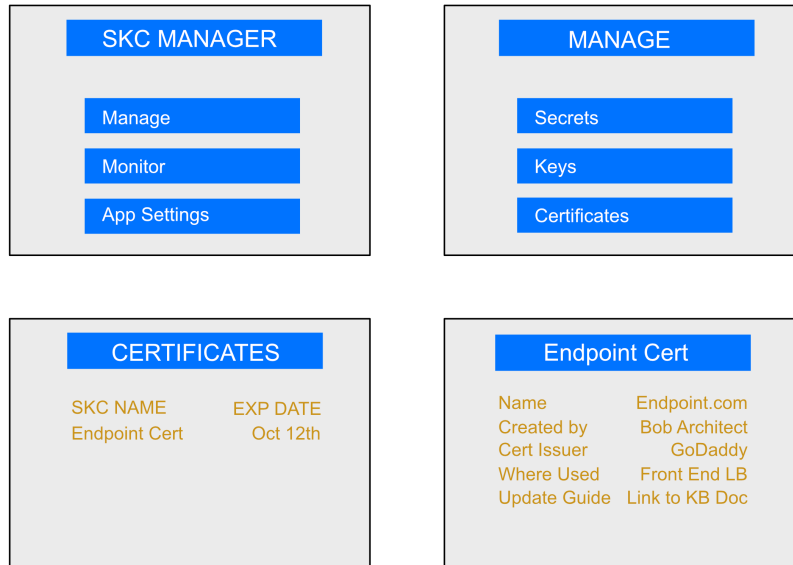 SKC MANAGER
Manage
Monitor
App Settings
MANAGE
Secrets
Keys
Certificates
CERTIFICATES
SKC NAME EXP DATE
Endpoint Cert Oct 12th
Endpoint Cert
Name Endpoint.com
Created by Bob Architect
Cert Issuer GoDaddy
Where Used Front End LB
Update Guide Link to KB Doc